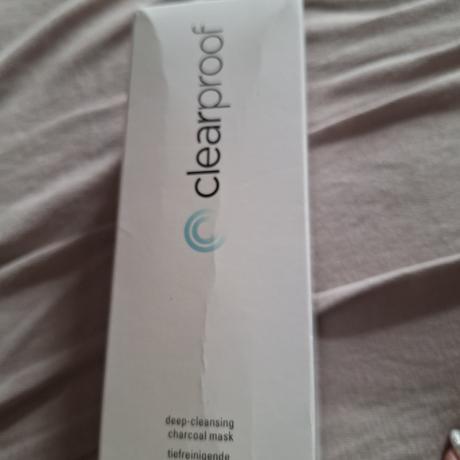 clearproof
deep-cleansing
charcoal mask
tiefreinigende